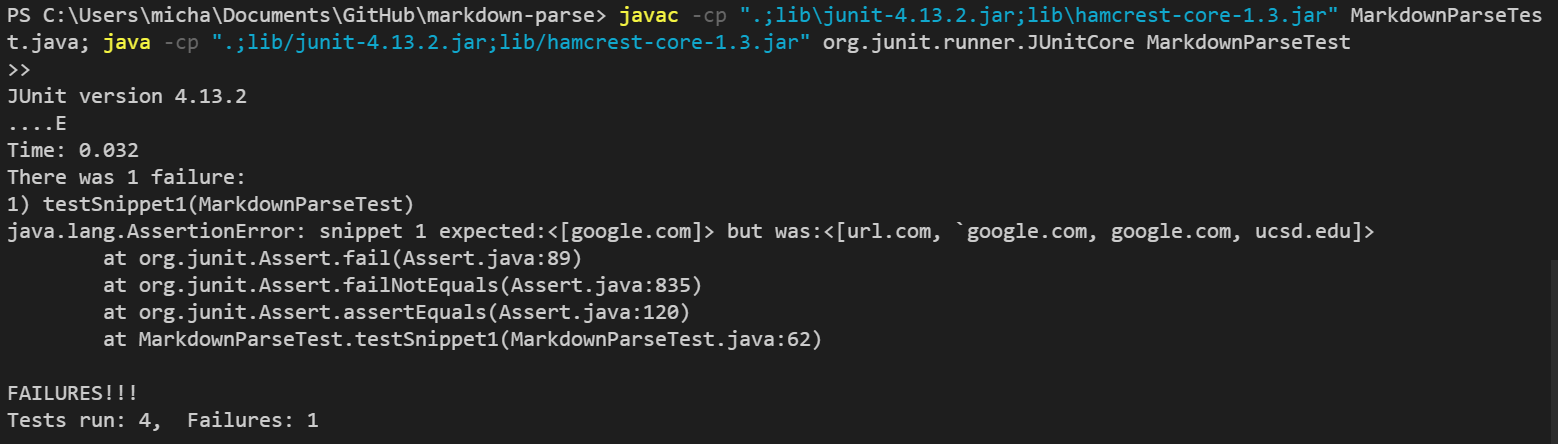 PS C:\Users\micha\Documents\GitHub\markdown-parse> javac -cp ".;lib\junit-4.13.2.jar;lib\hamcrest-core-1.3.jar" MarkdownParseTes
t.java; java -cp ".;lib/junit-4.13.2.jar;lib/hamcrest-core-1.3.jar" org.junit.runner.JUnitCore MarkdownParseTest
>>
JUnit version 4.13.2
....E
Time: 0.032
There was 1 failure:
1) testSnippet1(MarkdownParseTest)
java.lang.AssertionError: snippet 1 expected:<[google.com]> but was:<[url.com, `google.com, google.com, ucsd.edu]>
        at org.junit.Assert.fail(Assert.java:89)
        at org.junit.Assert.failNotEquals(Assert.java:835)
        at org.junit.Assert.assertEquals(Assert.java:120)
        at MarkdownParseTest.testSnippet1(MarkdownParseTest.java:62)

FAILURES!!!
Tests run: 4,  Failures: 1